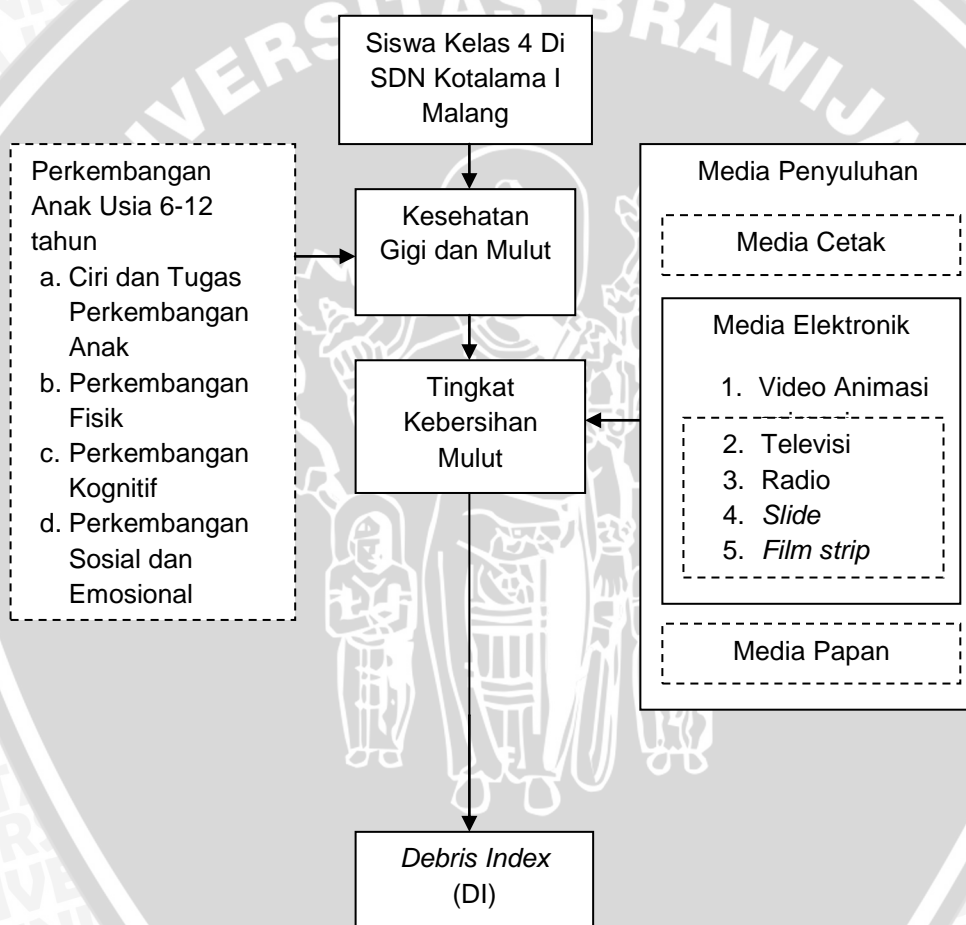 UNIVERSITAS BRAWIJA
Siswa Kelas 4 Di
SDN Kotalama I
Malang
Perkembangan
Anak Usia 6-12
tahun
a. Ciri dan Tugas
Perkembangan
Anak
b. Perkembangan
Fisik
c. Perkembangan
Kognitif
d. Perkembangan
Sosial dan
Emosional
Kesehatan
Gigi dan Mulut
Tingkat
Kebersihan
Mulut
Media Penyuluhan
Media Cetak
Media Elektronik
1. Video Animasi
2. Televisi
3. Radio
4. Slide
5. Film strip
Media Papan
Debris Index
(DI)